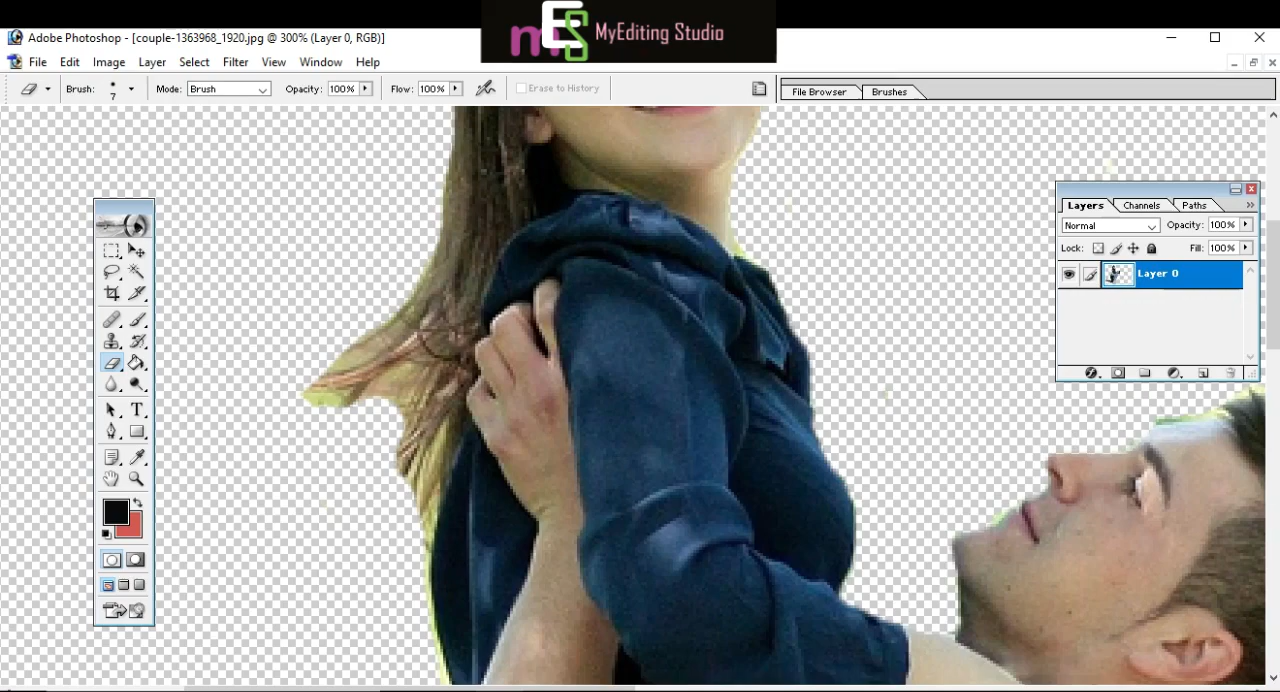 mES MyEditing Studio
Adobe Photoshop - [couple-1363968_1920.jpg @ 300% (Layer 0, RGB)]
File Edit Image Layer Select Filter View Window Help
Brush: 7 Mode: Brush Opacity: 100% Flow: 100% Erase to History File Browser Brushes
Layers Channels Paths
Normal Opacity: 100%
Lock: Fill: 100%
Layer 0
T